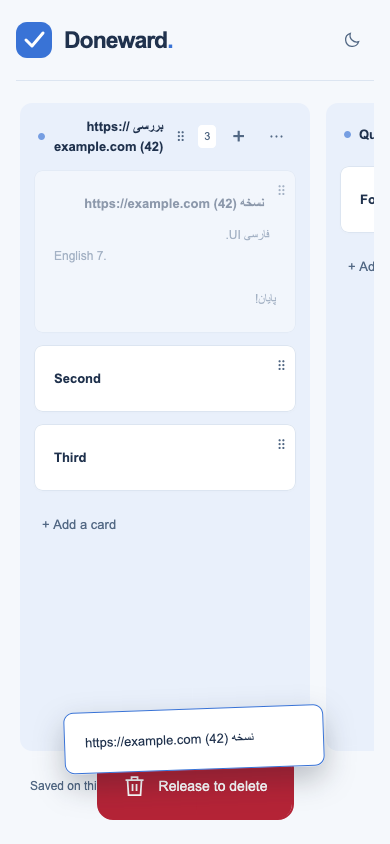 Doneward.
بررسی https://
example.com (42)
3
Qu
نسخه https://example.com (42)
فارسی UI.
English 7.
پایان!
Second
Third
+ Add a card
Fo
+ Ad
نسخه https://example.com (42)
Saved on thi
Release to delete